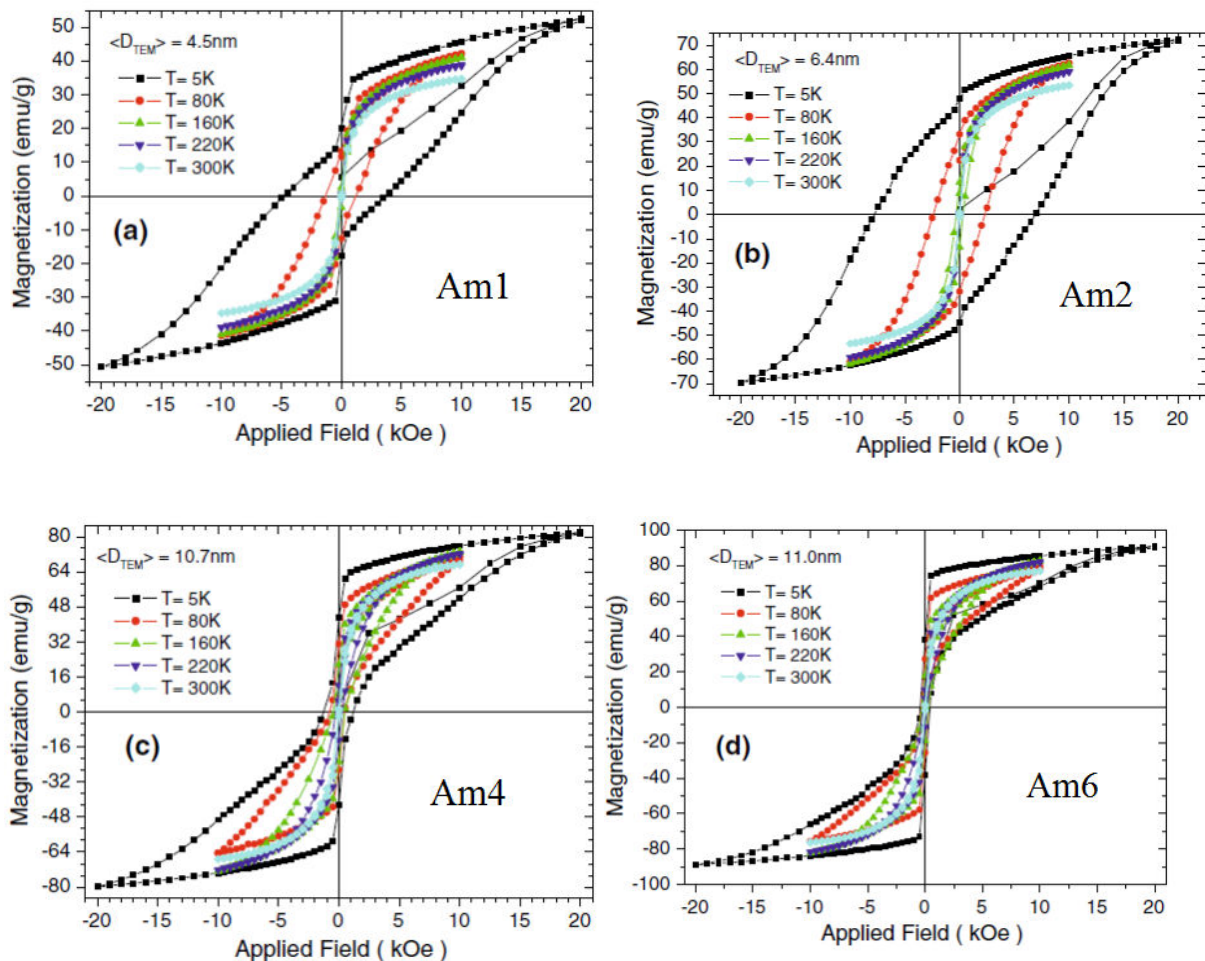 50
40
30
20
10
0
-10
-20
-30
-40
-50
Magnetization (emu/g)
<D_TEM> = 4.5nm
T= 5K
T= 80K
T= 160K
T= 220K
T= 300K
(a)
Am1
-20 -15 -10 -5 0 5 10 15 20
Applied Field ( kOe )
70
60
50
40
30
20
10
0
-10
-20
-30
-40
-50
-60
-70
Magnetization (emu/g)
<D_TEM> = 6.4nm
T= 5K
T= 80K
T= 160K
T= 220K
T= 300K
(b)
Am2
-20 -15 -10 -5 0 5 10 15 20
Applied Field ( kOe )
80
64
48
32
16
0
-16
-32
-48
-64
-80
Magnetization (emu/g)
<D_TEM> = 10.7nm
T= 5K
T= 80K
T= 160K
T= 220K
T= 300K
(c)
Am4
-20 -15 -10 -5 0 5 10 15 20
Applied Field ( kOe )
100
80
60
40
20
0
-20
-40
-60
-80
-100
Magnetization (emu/g)
<D_TEM> = 11.0nm
T= 5K
T= 80K
T= 160K
T= 220K
T= 300K
(d)
Am6
-20 -15 -10 -5 0 5 10 15 20
Applied Field ( kOe )